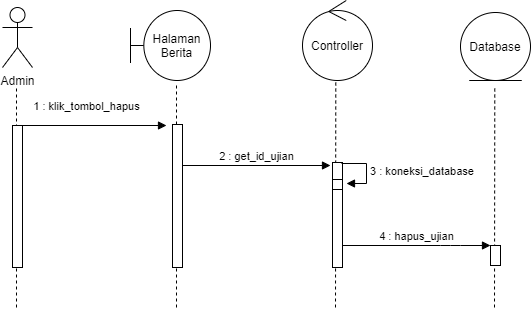 Admin
Halaman
Berita
Controller
Database
1 : klik_tombol_hapus
2 : get_id_ujian
3 : koneksi_database
4 : hapus_ujian